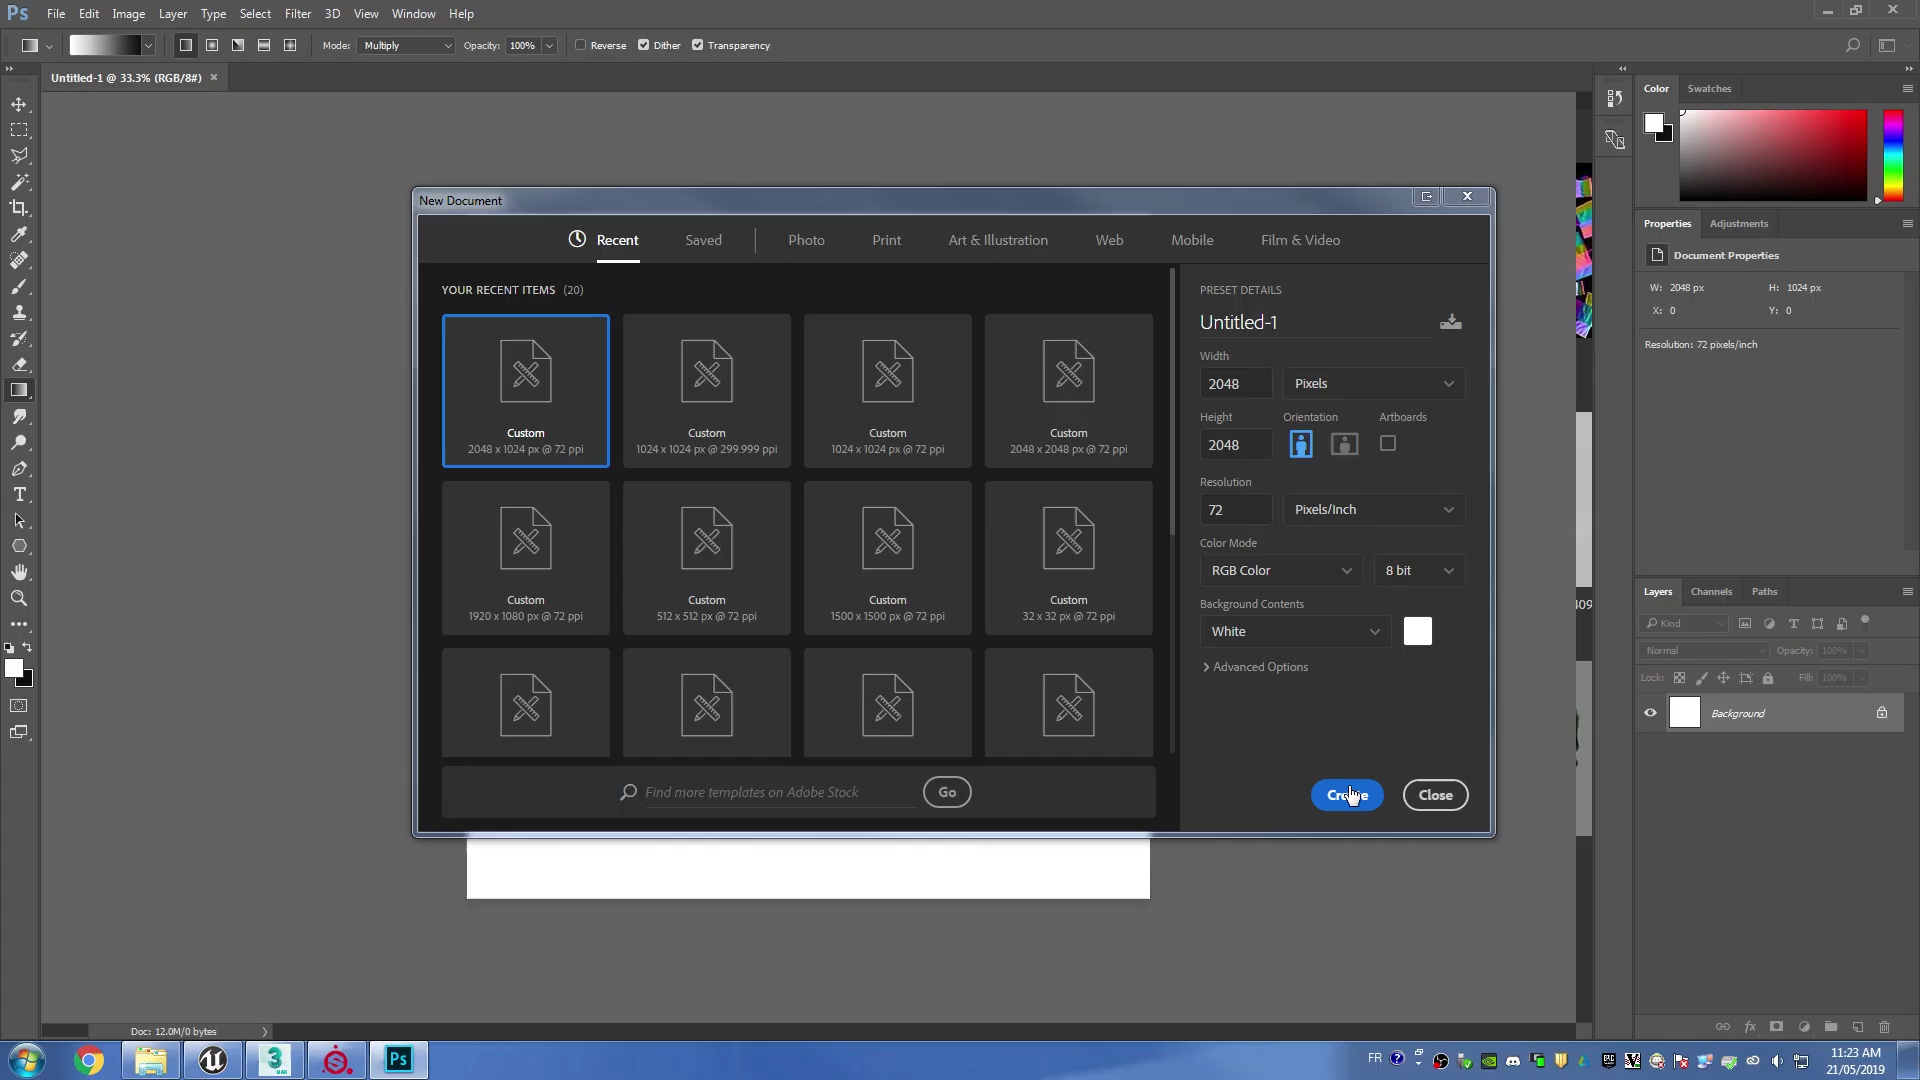 Ps File Edit Image Layer Type Select Filter 3D View Window Help
Mode: Multiply Opacity: 100% Reverse Dither Transparency
Untitled-1 @ 33.3% (RGB/8#) ×
Color Swatches
New Document
Recent Saved Photo Print Art & Illustration Web Mobile Film & Video
YOUR RECENT ITEMS (20)
Custom
2048 x 1024 px @ 72 ppi
Custom
1024 x 1024 px @ 299.999 ppi
Custom
1024 x 1024 px @ 72 ppi
Custom
2048 x 2048 px @ 72 ppi
Custom
1920 x 1080 px @ 72 ppi
Custom
512 x 512 px @ 72 ppi
Custom
1500 x 1500 px @ 72 ppi
Custom
32 x 32 px @ 72 ppi
Find more templates on Adobe Stock Go
PRESET DETAILS
Untitled-1
Width
2048 Pixels
Height Orientation Artboards
2048
Resolution
72 Pixels/Inch
Color Mode
RGB Color 8 bit
Background Contents
White
Advanced Options
Close
Properties Adjustments
Document Properties
W: 2048 px H: 1024 px
X: 0 Y: 0
Resolution: 72 pixels/inch
Layers Channels Paths
409
Kind
Normal Opacity: 100%
Lock: Fill: 100%
Background
Doc: 12.0M/0 bytes
3
MAX
Ps
FR
11:23 AM
21/05/2019